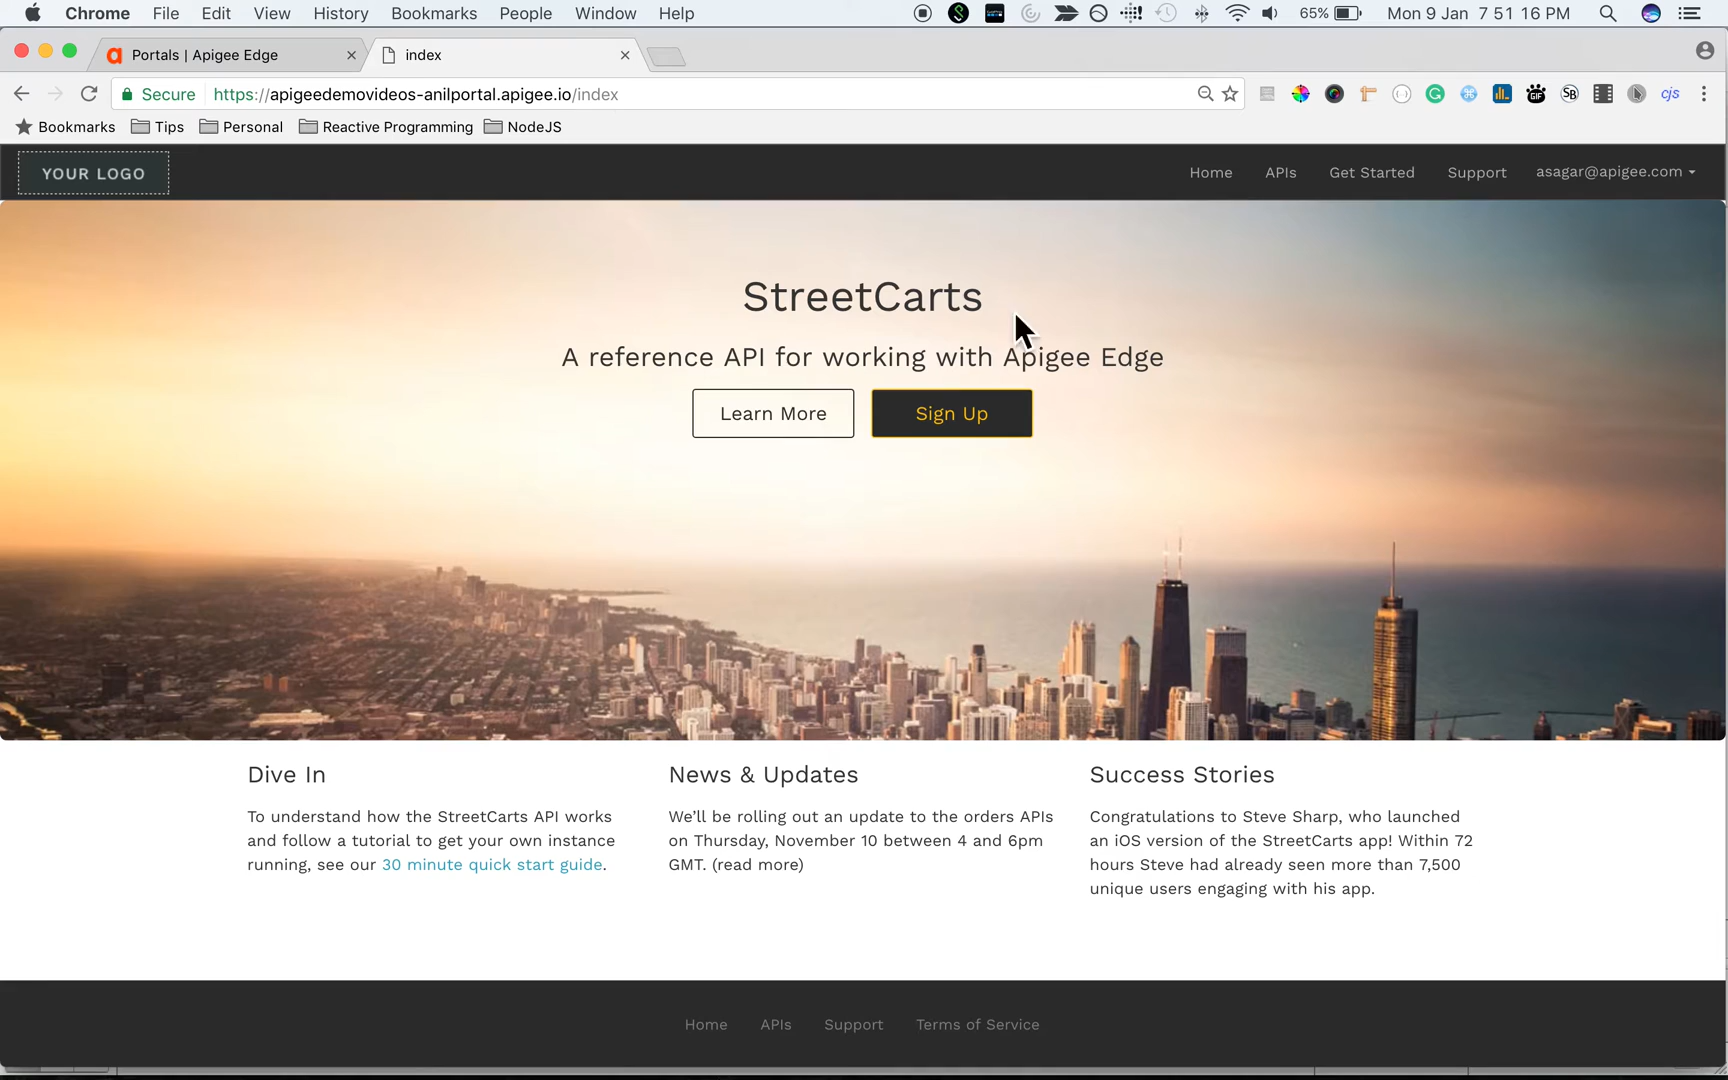 Chrome File Edit View History Bookmarks People Window Help 65% Mon 9 Jan 7 51 16 PM
Portals | Apigee Edge index
Secure https://apigeedemovideos-anilportal.apigee.io/index GIF SB cjs
Bookmarks Tips Personal Reactive Programming NodeJS
YOUR LOGO Home APIs Get Started Support asagar@apigee.com
StreetCarts
A reference API for working with Apigee Edge
Learn More Sign Up
Dive In
To understand how the StreetCarts API works
and follow a tutorial to get your own instance
running, see our 30 minute quick start guide.
News & Updates
We'll be rolling out an update to the orders APIs
on Thursday, November 10 between 4 and 6pm
GMT. (read more)
Success Stories
Congratulations to Steve Sharp, who launched
an iOS version of the StreetCarts app! Within 72
hours Steve had already seen more than 7,500
unique users engaging with his app.
Home APIs Support Terms of Service